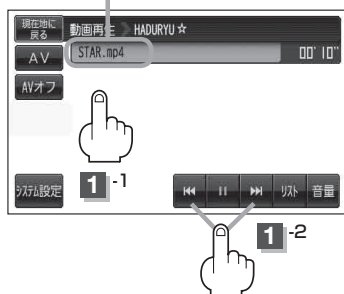 現在地に
戻る
動画再生 HADURYU☆
AV
STAR.mp4
00'10"
AVオフ
システム設定
1-1
リスト
音量
1-2